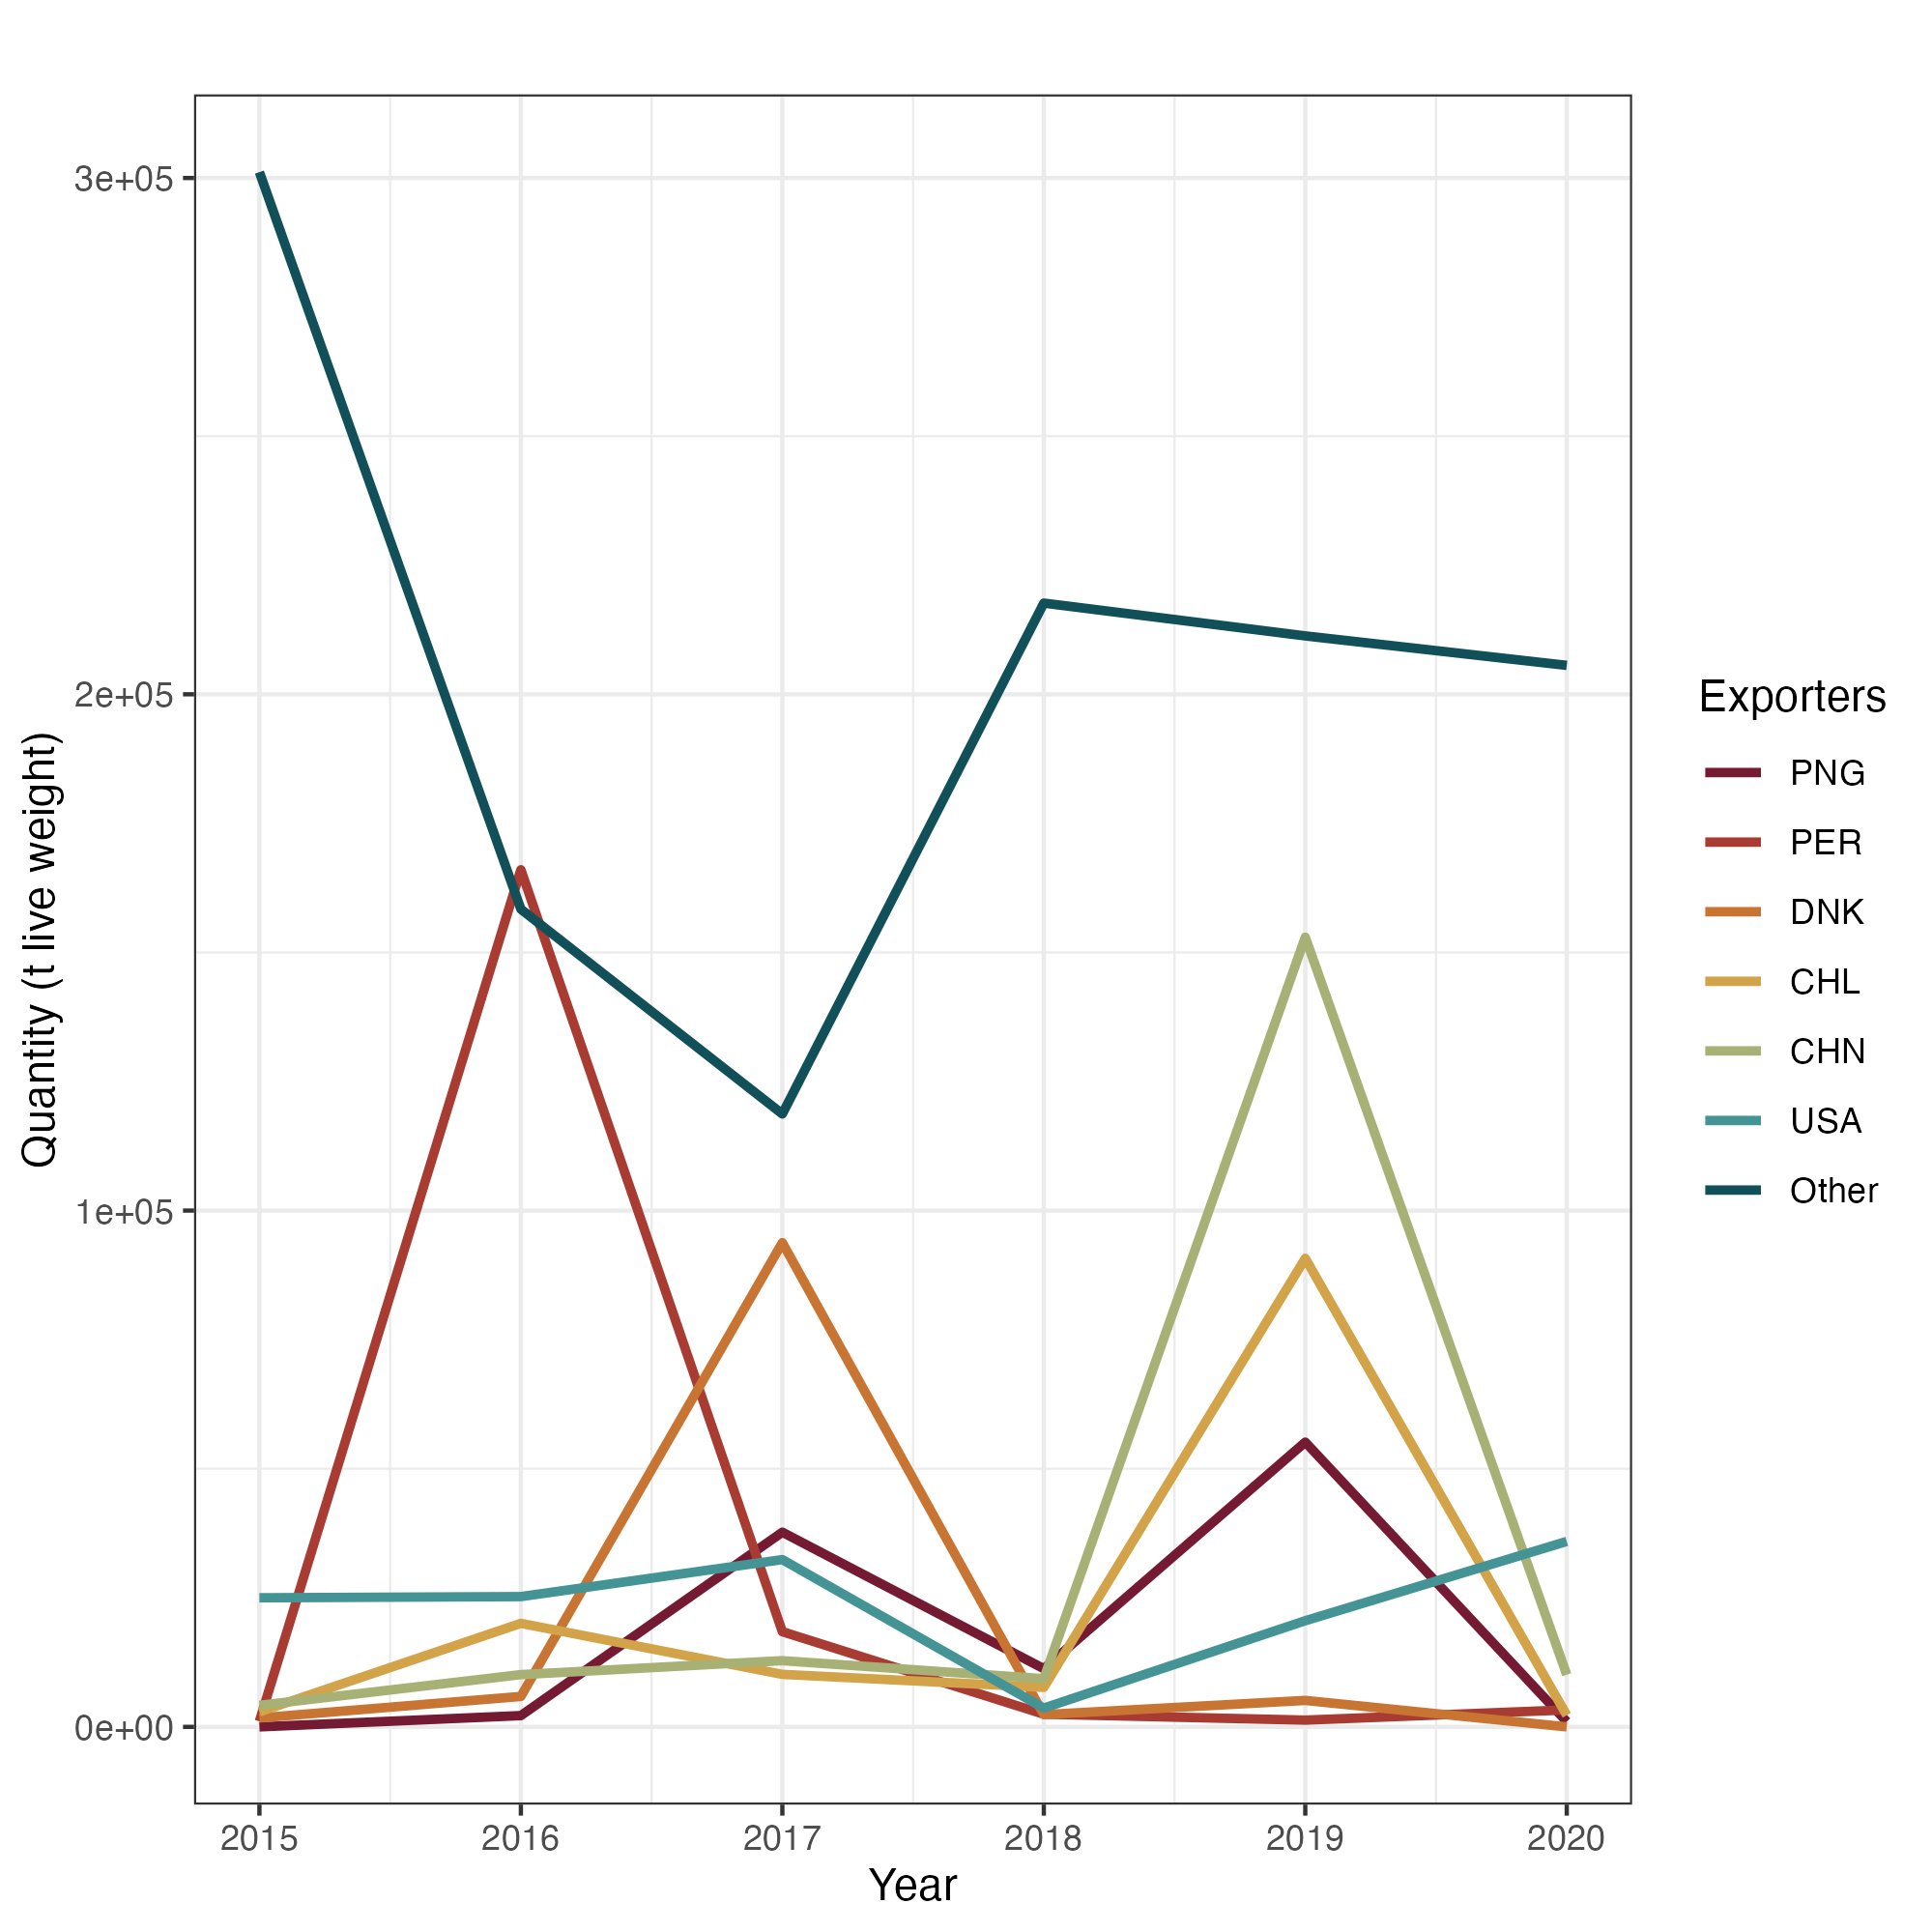 3e+05
2e+05
1e+05
0e+00
Quantity (t live weight)
2015 2016 2017 2018 2019 2020
Year
Exporters
PNG
PER
DNK
CHL
CHN
USA
Other